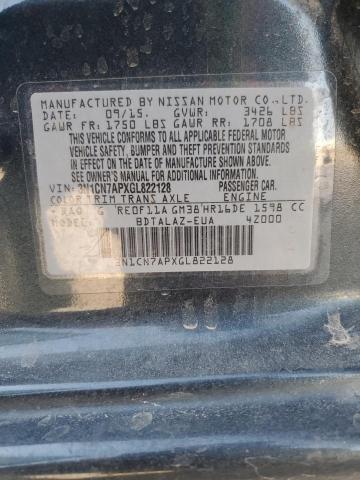 MANUFACTURED BY NISSAN MOTOR CO., LTD.
DATE: 09/15. GVWR: 3426 LBS
GAWR FR: 1750 LBS GAWR RR: 1708 LBS
THIS VEHICLE CONFORMS TO ALL APPLICABLE FEDERAL MOTOR
VEHICLE SAFETY, BUMPER AND THEFT PREVENTION STANDARDS
IN EFFECT ON THE DATE OF MANUFACTURE SHOWN ABOVE.
SEE OWNER'S MANUAL FOR ADDITIONAL INFORMATION.
VIN: 3N1CN7APXGL822128 PASSENGER CAR.
COLOR TRIM TRANS AXLE ENGINE
RAQ G RE0F11A GM38 HR16DE 1598 CC
MODEL: BDTALAZ-EUA 4Z000
3N1CN7APXGL822128